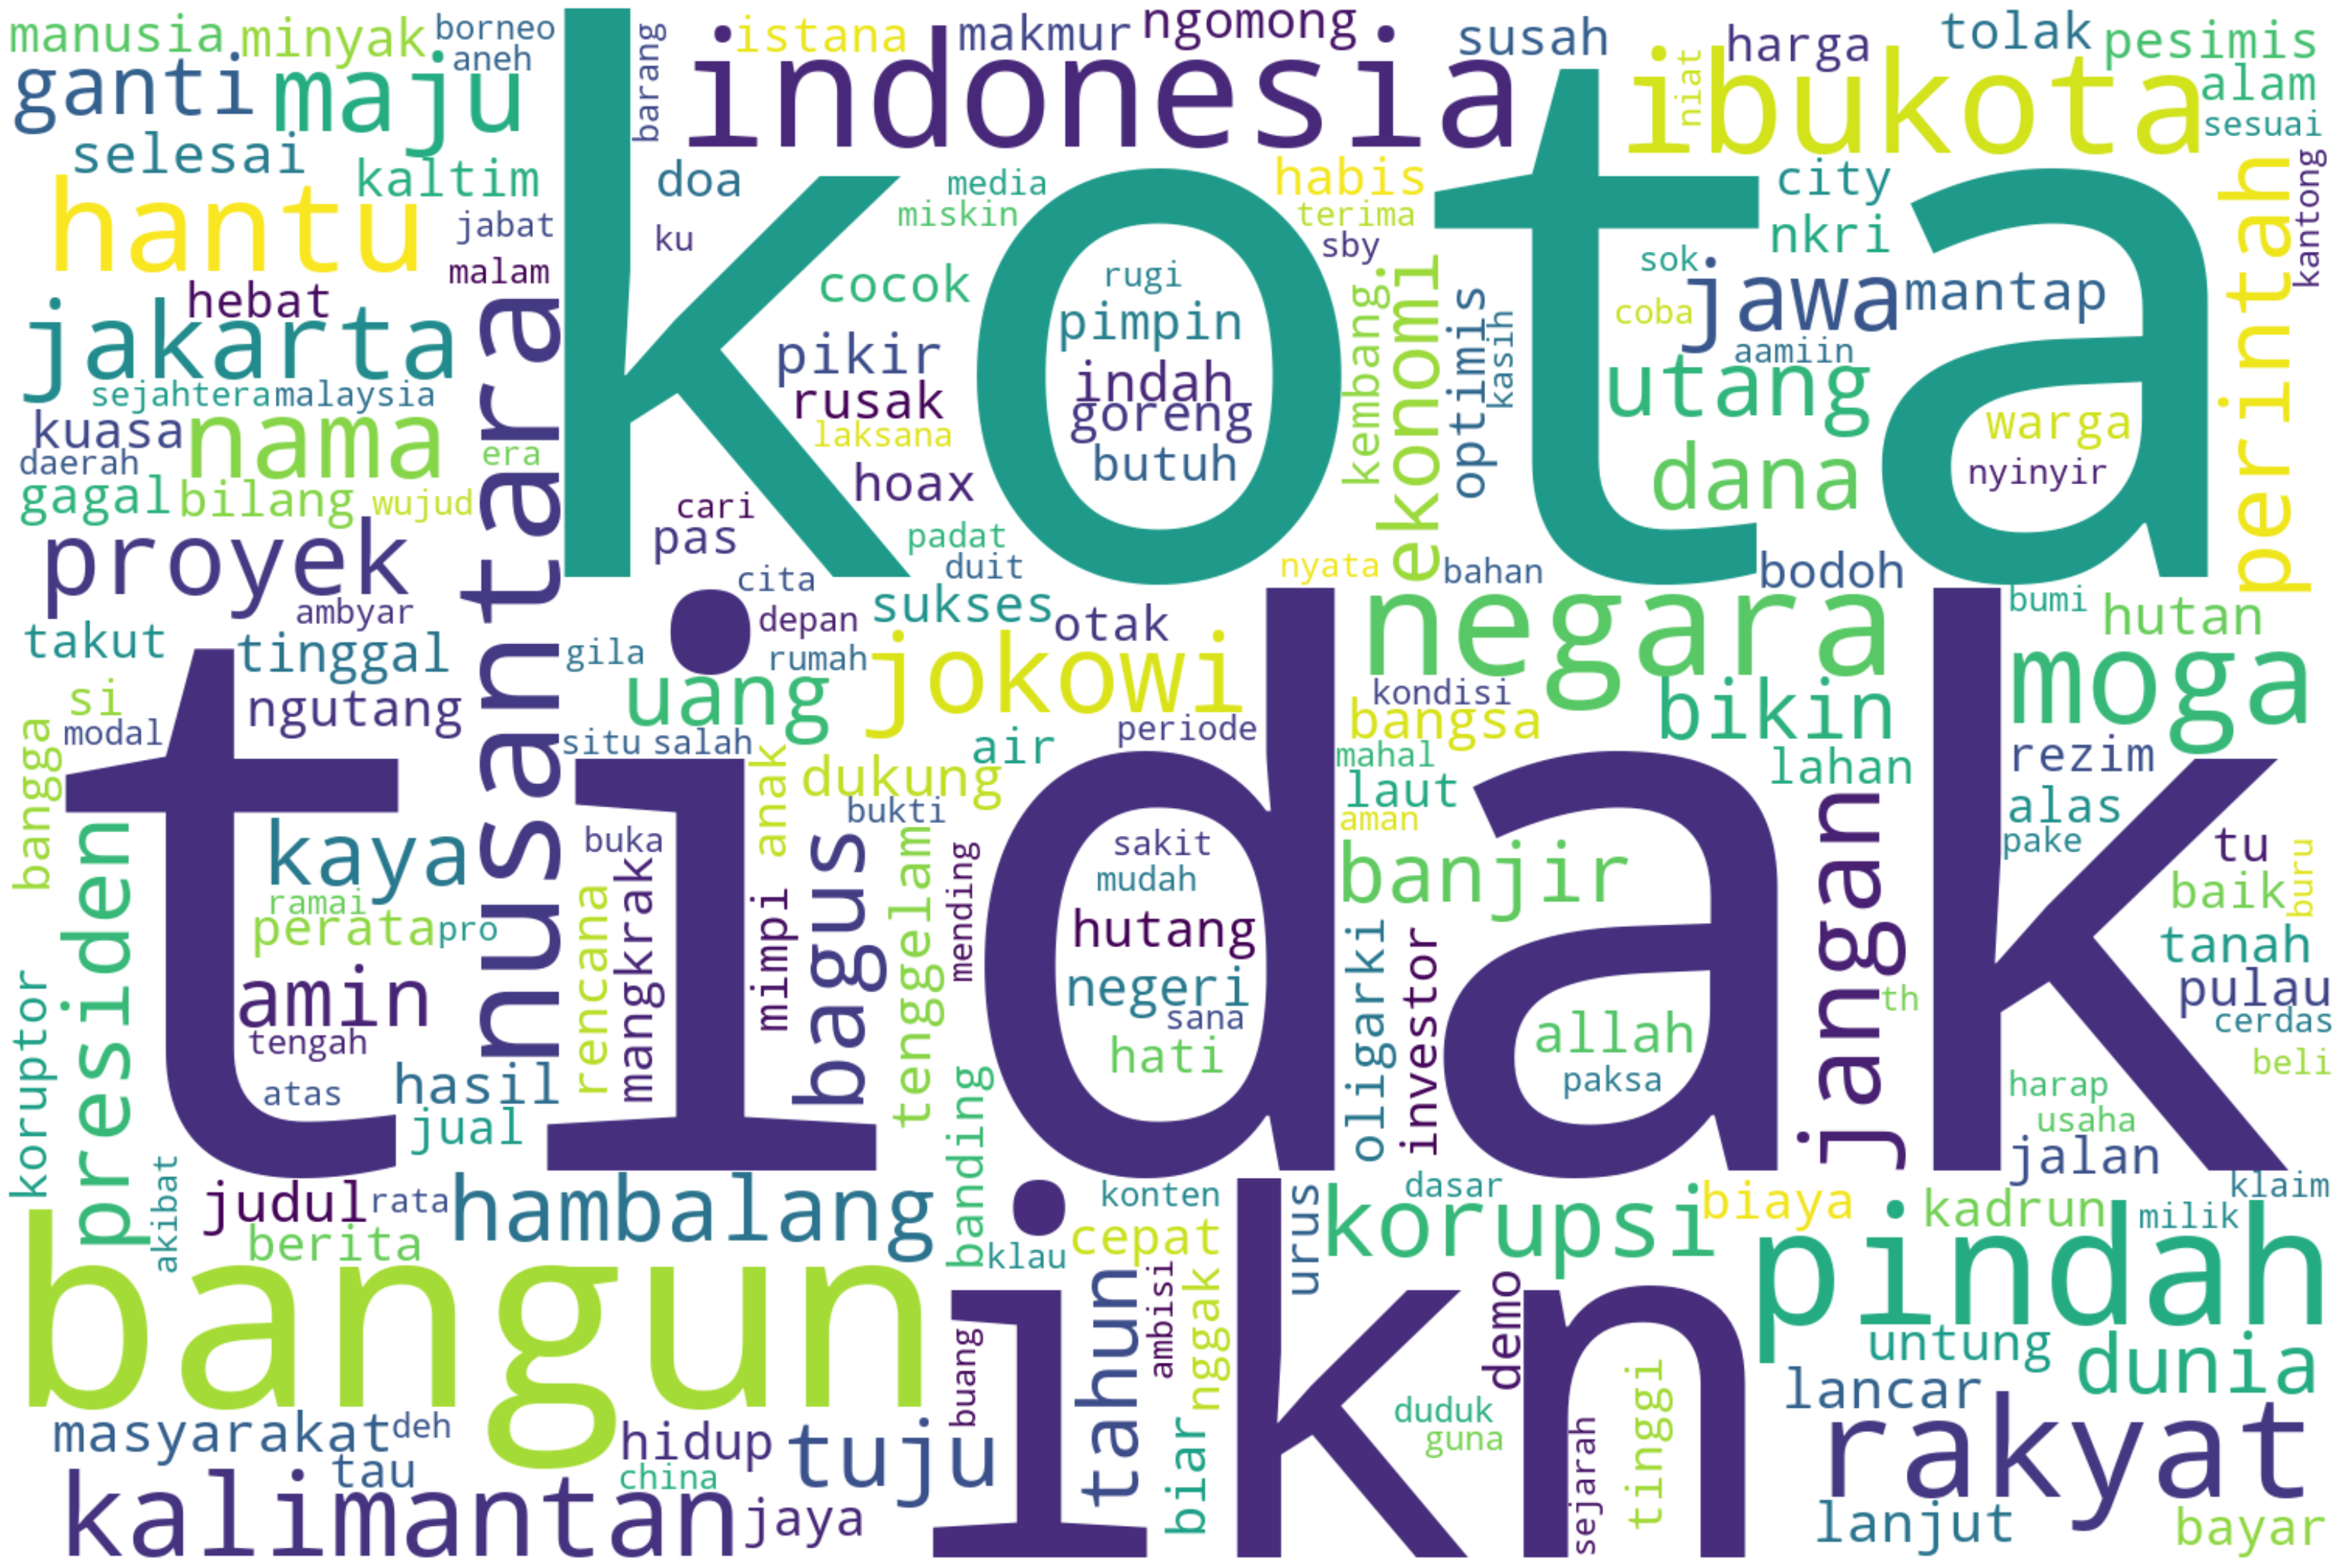 manusia
minyak
borneo
aneh
barang
istana
makmur
ngomong
susah
harga
tolak
pesimis
ganti
maju
indonesia
niat
ibukota
alam
sesuai
selesai
kaltim
doa
media
habis
city
kantong
hantu
jabat
ku
miskin
terima
nkri
perintah
malam
kota
sby
sok
hebat
cocok
rugi
jawa
mantap
jakarta
pimpin
kembang
ekonomi
optimis
kasih
coba
pikir
aamiin
sejahtera
malaysia
rusak
indah
utang
kuasa
nama
laksana
goreng
warga
daerah
era
hoax
butuh
dana
nyinyir
gagal
bilang
wujud
nusantara
cari
pas
padat
proyek
cita
duit
nyata
bahan
bodoh
ambyar
depan
sukses
otak
negara
bumi
hutan
takut
tinggal
gila
rumah
jokowi
moga
si
ngutang
uang
kondisi
bangsa
bikin
modal
situ
salah
air
periode
bangga
anak
dukung
mahal
laut
lahan
rezim
tidak
bukti
aman
alas
presiden
kaya
buka
bagus
tenggelam
mending
sakit
banjir
jangan
pake
tu
ramai
mudah
baik
buru
perata
pro
rencana
mangkrak
mimpi
hutang
oligarki
investor
tanah
koruptor
amin
negeri
th
pulau
tengah
sana
allah
cerdas
atas
hasil
hati
paksa
beli
jual
banding
harap
usaha
jalan
akibat
judul
rata
hambalang
konten
urus
dasar
klaim
berita
klau
cepat
korupsi
biaya
kadrun
milik
bangun
ikn
pindah
tahun
ambisi
nggak
demo
untung
dunia
buang
tinggi
lancar
masyarakat
deh
hidup
tuju
biar
duduk
guna
sejarah
rakyat
tau
china
kalimantan
jaya
lanjut
bayar